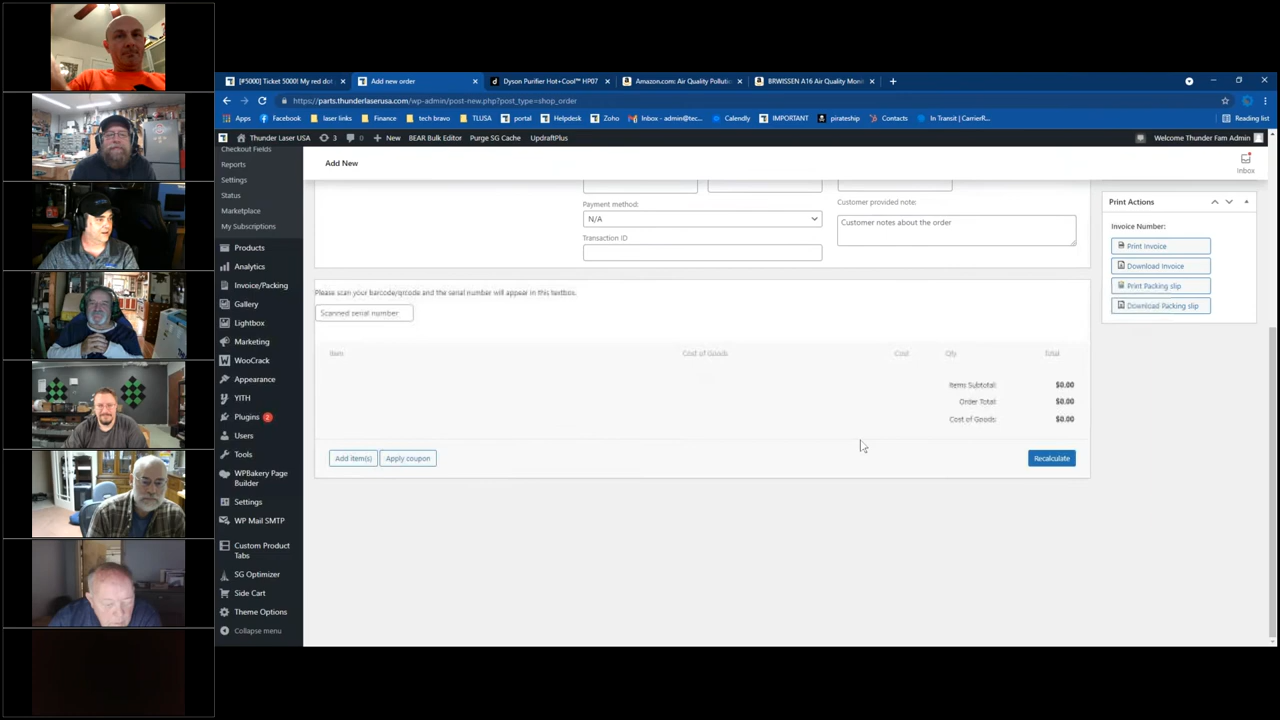 [#5000] Ticket 5000! My red dot
Add new order
Dyson Purifier Hot+Cool™ HP07
Amazon.com: Air Quality Pollutio
BRWISSEN A16 Air Quality Moni
https://parts.thunderlaserusa.com/wp-admin/post-new.php?post_type=shop_order
Apps
Facebook
laser links
Finance
tech bravo
TLUSA
portal
Helpdesk
Zoho
Inbox - admin@tec...
Calendly
IMPORTANT
pirateship
Contacts
In Transit | CarrierR...
Reading list
Thunder Laser USA
3
0
New
BEAR Bulk Editor
Purge SG Cache
UpdraftPlus
Welcome Thunder Fam Admin
Checkout Fields
Reports
Settings
Status
Marketplace
My Subscriptions
Products
Analytics
Invoice/Packing
Gallery
Lightbox
Marketing
WooCrack
Appearance
YITH
Plugins 2
Users
Tools
WPBakery Page
Builder
Settings
WP Mail SMTP
Custom Product
Tabs
SG Optimizer
Side Cart
Theme Options
Collapse menu
Add New
Inbox
Payment method:
N/A
Transaction ID
Customer provided note:
Customer notes about the order
Please scan your barcode/qrcode and the serial number will appear in this textbox.
Scanned serial number
Item
Cost of Goods
Cost
Qty
Total
Items Subtotal: $0.00
Order Total: $0.00
Cost of Goods: $0.00
Add item(s)
Apply coupon
Recalculate
Print Actions
Invoice Number:
Print Invoice
Download Invoice
Print Packing slip
Download Packing slip